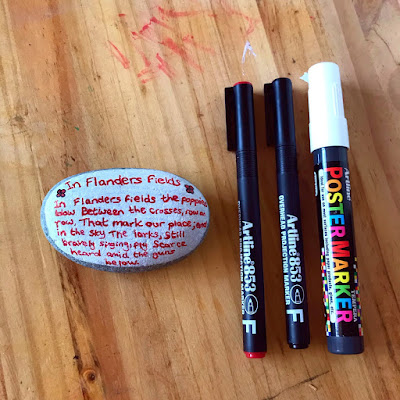 In Flanders Fields
In Flanders Fields the poppies
blow Between the crosses, row on
row. That mark our place, and
in the sky The larks, still
bravely singing, fly Scarce
heard amid the guns
below.
Artline 853
OVERHEAD PROJECTION MARKER
F
Artline 853
OVERHEAD PROJECTION MARKER
F
Artline
POSTER MARKER